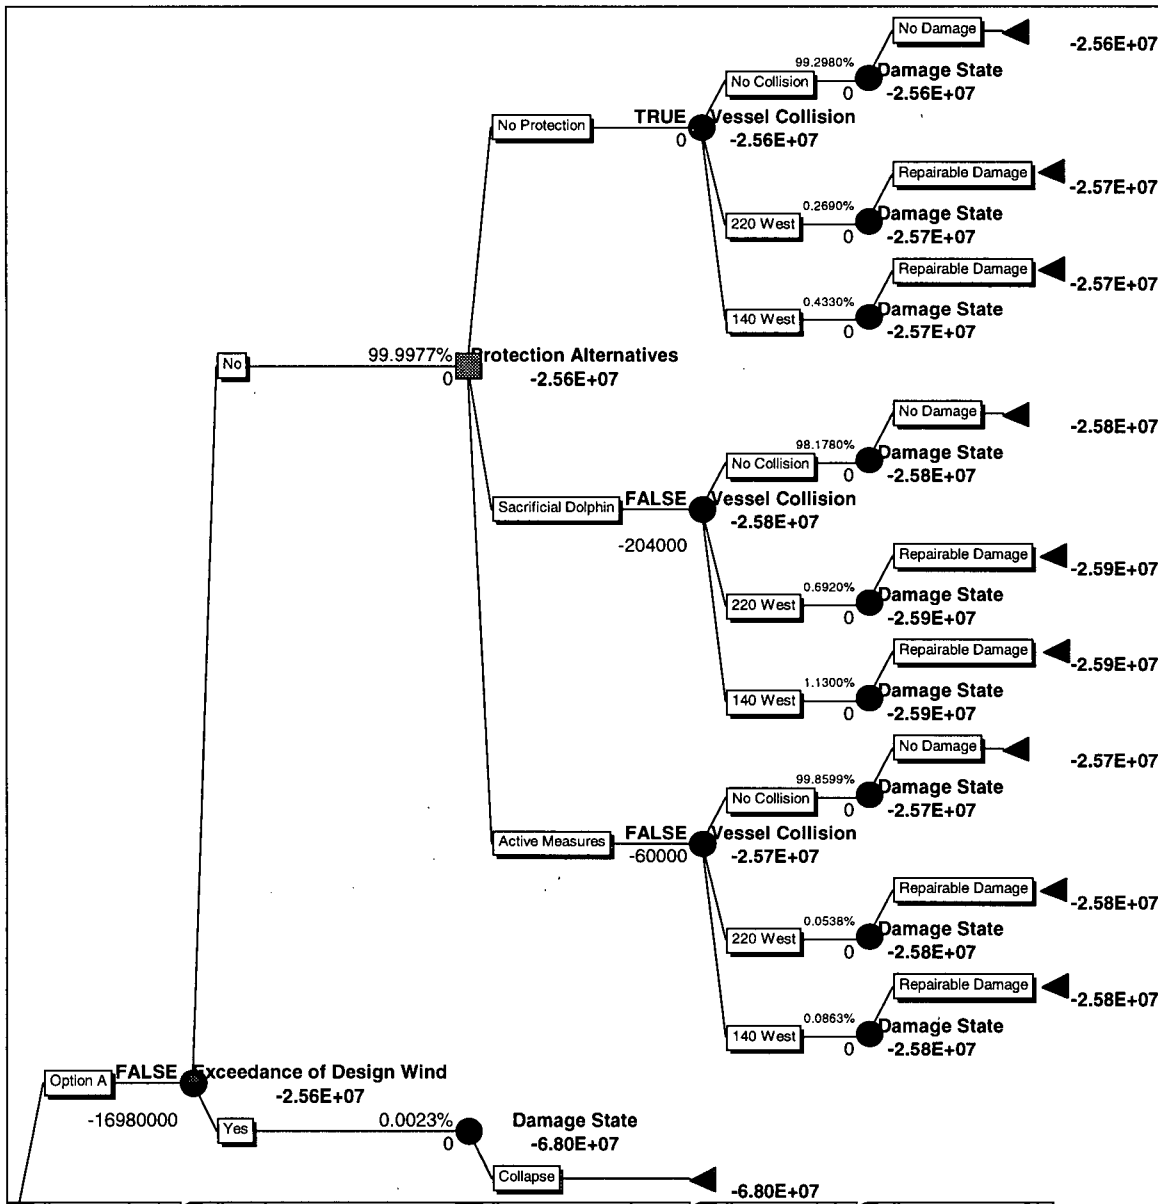 No Damage
-2.56E+07
99.2980%
Damage State
No Collision
0
-2.56E+07
No Protection
TRUE
Vessel Collision
0
-2.56E+07
Repairable Damage
-2.57E+07
0.2690%
Damage State
220 West
0
-2.57E+07
Repairable Damage
-2.57E+07
0.4330%
Damage State
140 West
0
-2.57E+07
No
99.9977%
Protection Alternatives
0
-2.56E+07
No Damage
-2.58E+07
98.1780%
Damage State
No Collision
0
-2.58E+07
Sacrificial Dolphin
FALSE
Vessel Collision
-204000
-2.58E+07
Repairable Damage
-2.59E+07
0.6920%
Damage State
220 West
0
-2.59E+07
Repairable Damage
-2.59E+07
1.1300%
Damage State
140 West
0
-2.59E+07
No Damage
-2.57E+07
99.8599%
Damage State
No Collision
0
-2.57E+07
Active Measures
FALSE
Vessel Collision
-60000
-2.57E+07
Repairable Damage
-2.58E+07
0.0538%
Damage State
220 West
0
-2.58E+07
Repairable Damage
-2.58E+07
0.0863%
Damage State
140 West
0
-2.58E+07
Option A
FALSE
Exceedance of Design Wind
-16980000
-2.56E+07
Yes
0.0023%
Damage State
0
-6.80E+07
Collapse
-6.80E+07